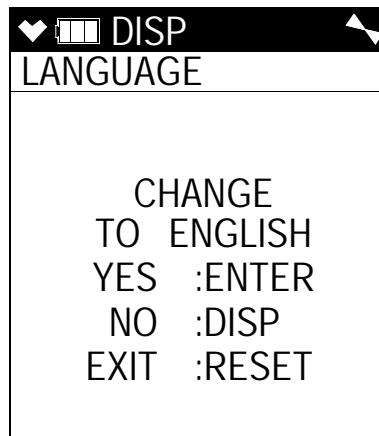 DISP
LANGUAGE
CHANGE
TO ENGLISH
YES :ENTER
NO :DISP
EXIT :RESET